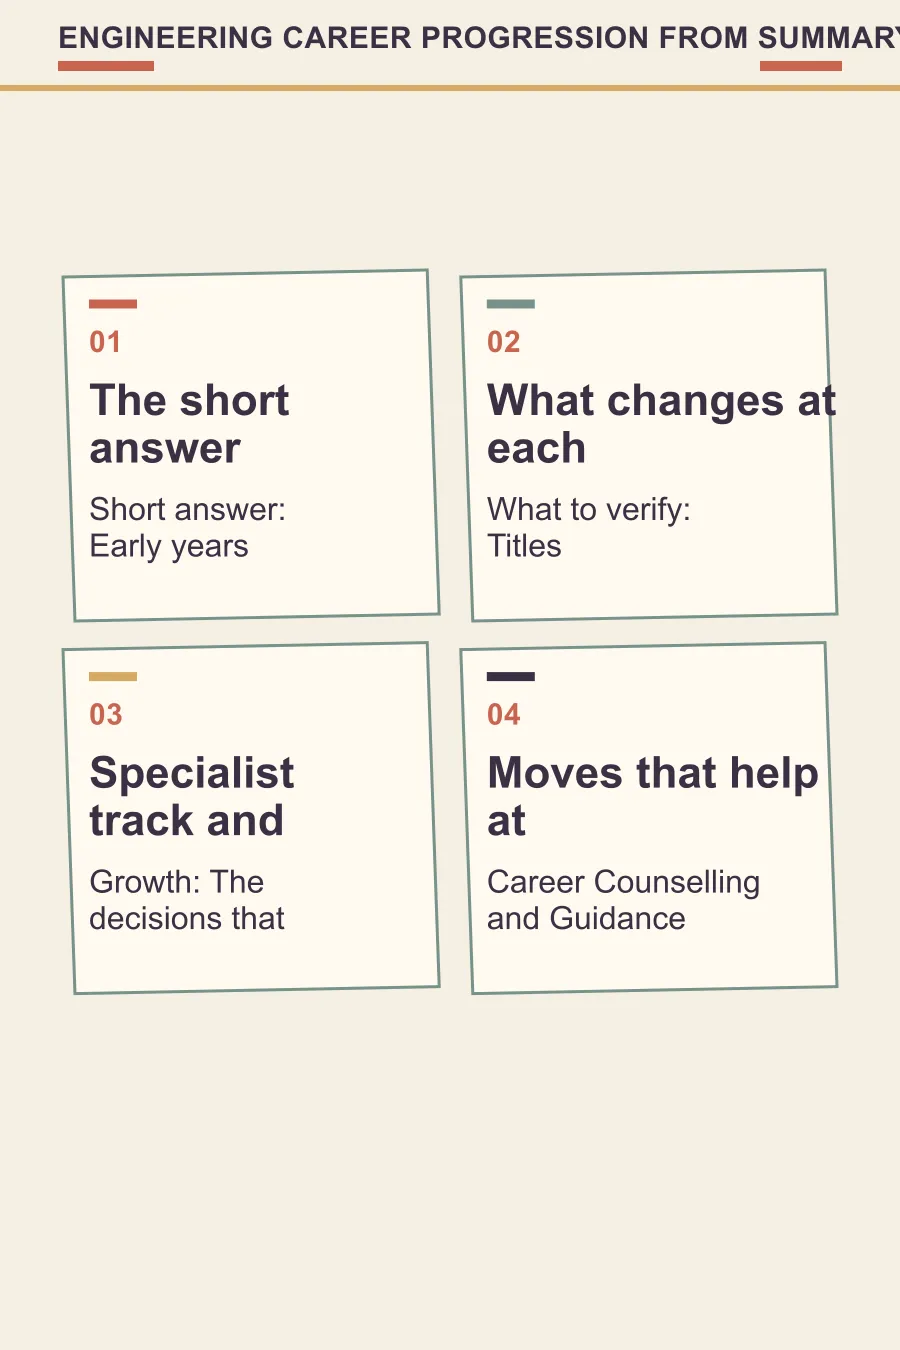 ENGINEERING CAREER PROGRESSION FROM SUMMARY
01
The short
answer
Short answer:
Early years
02
What changes at
each
What to verify:
Titles
03
Specialist
track and
Growth: The
decisions that
04
Moves that help
at
Career Counselling
and Guidance